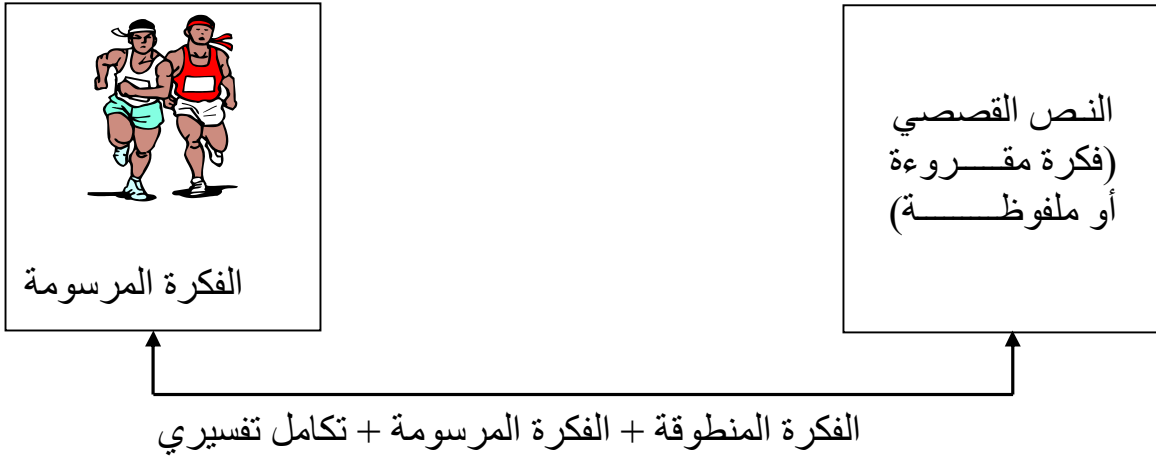 النص القصصي
(فكرة مقروءة
أو ملفوظة)
الفكرة المرسومة
الفكرة المنطوقة + الفكرة المرسومة + تكامل تفسيري